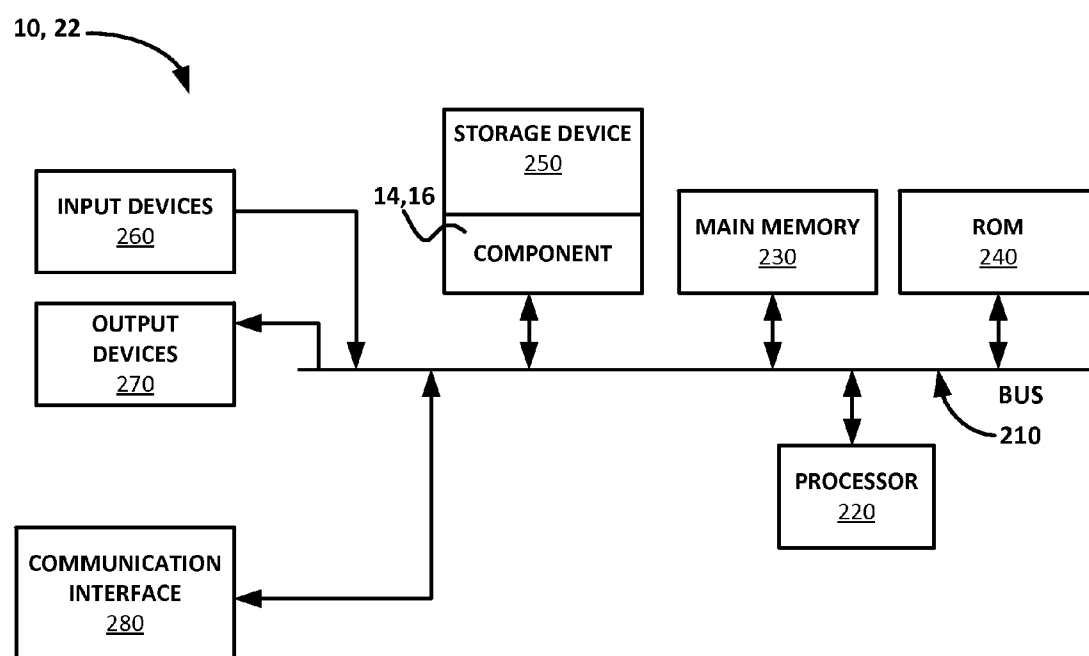 10, 22
STORAGE DEVICE
250
14,16
COMPONENT
INPUT DEVICES
260
MAIN MEMORY
230
ROM
240
OUTPUT
DEVICES
270
BUS
210
PROCESSOR
220
COMMUNICATION
INTERFACE
280